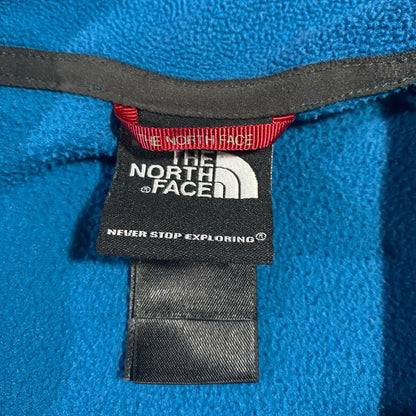 THE NORTH FACE
THE
NORTH
FACE®
NEVER STOP EXPLORING®